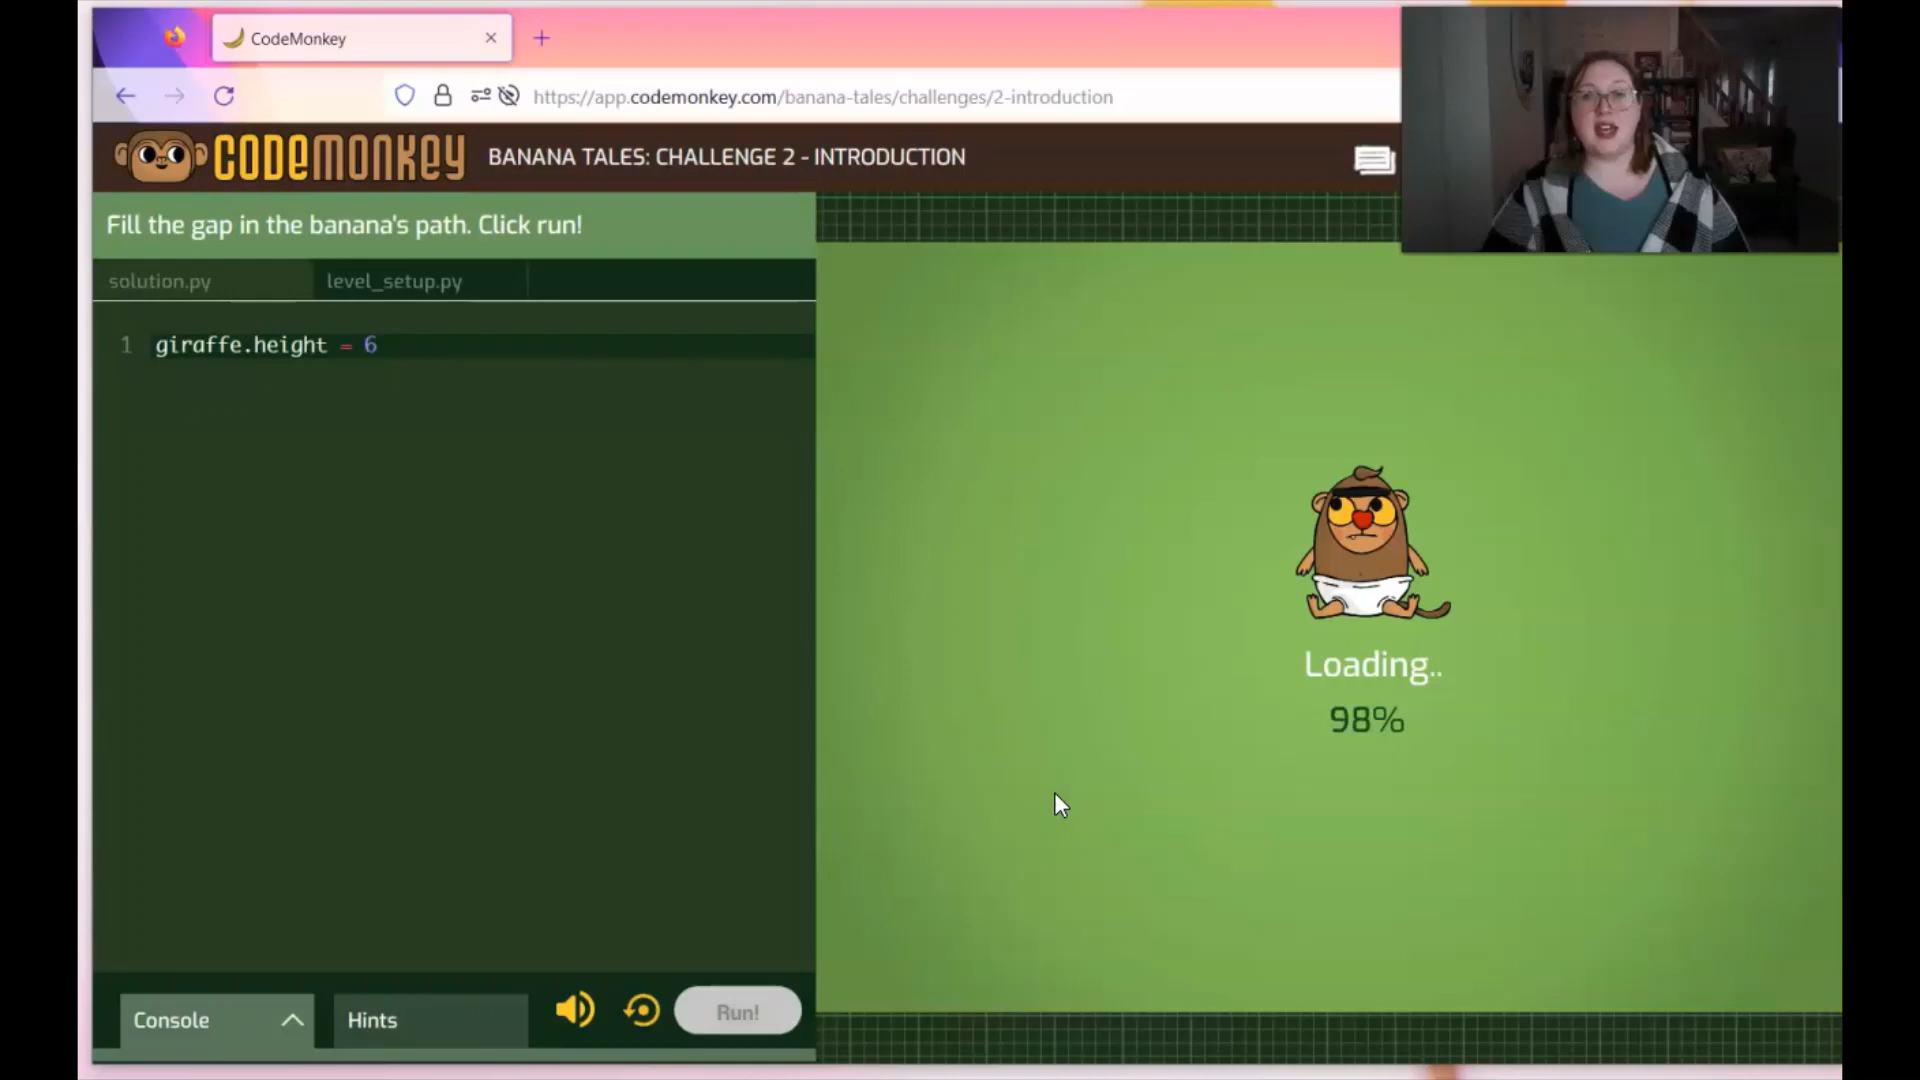 CodeMonkey
https://app.codemonkey.com/banana-tales/challenges/2-introduction
CODEMONKEY
BANANA TALES: CHALLENGE 2 - INTRODUCTION
Fill the gap in the banana's path. Click run!
solution.py
level_setup.py
1 giraffe.height = 6
Loading..
98%
Console
Hints
Run!